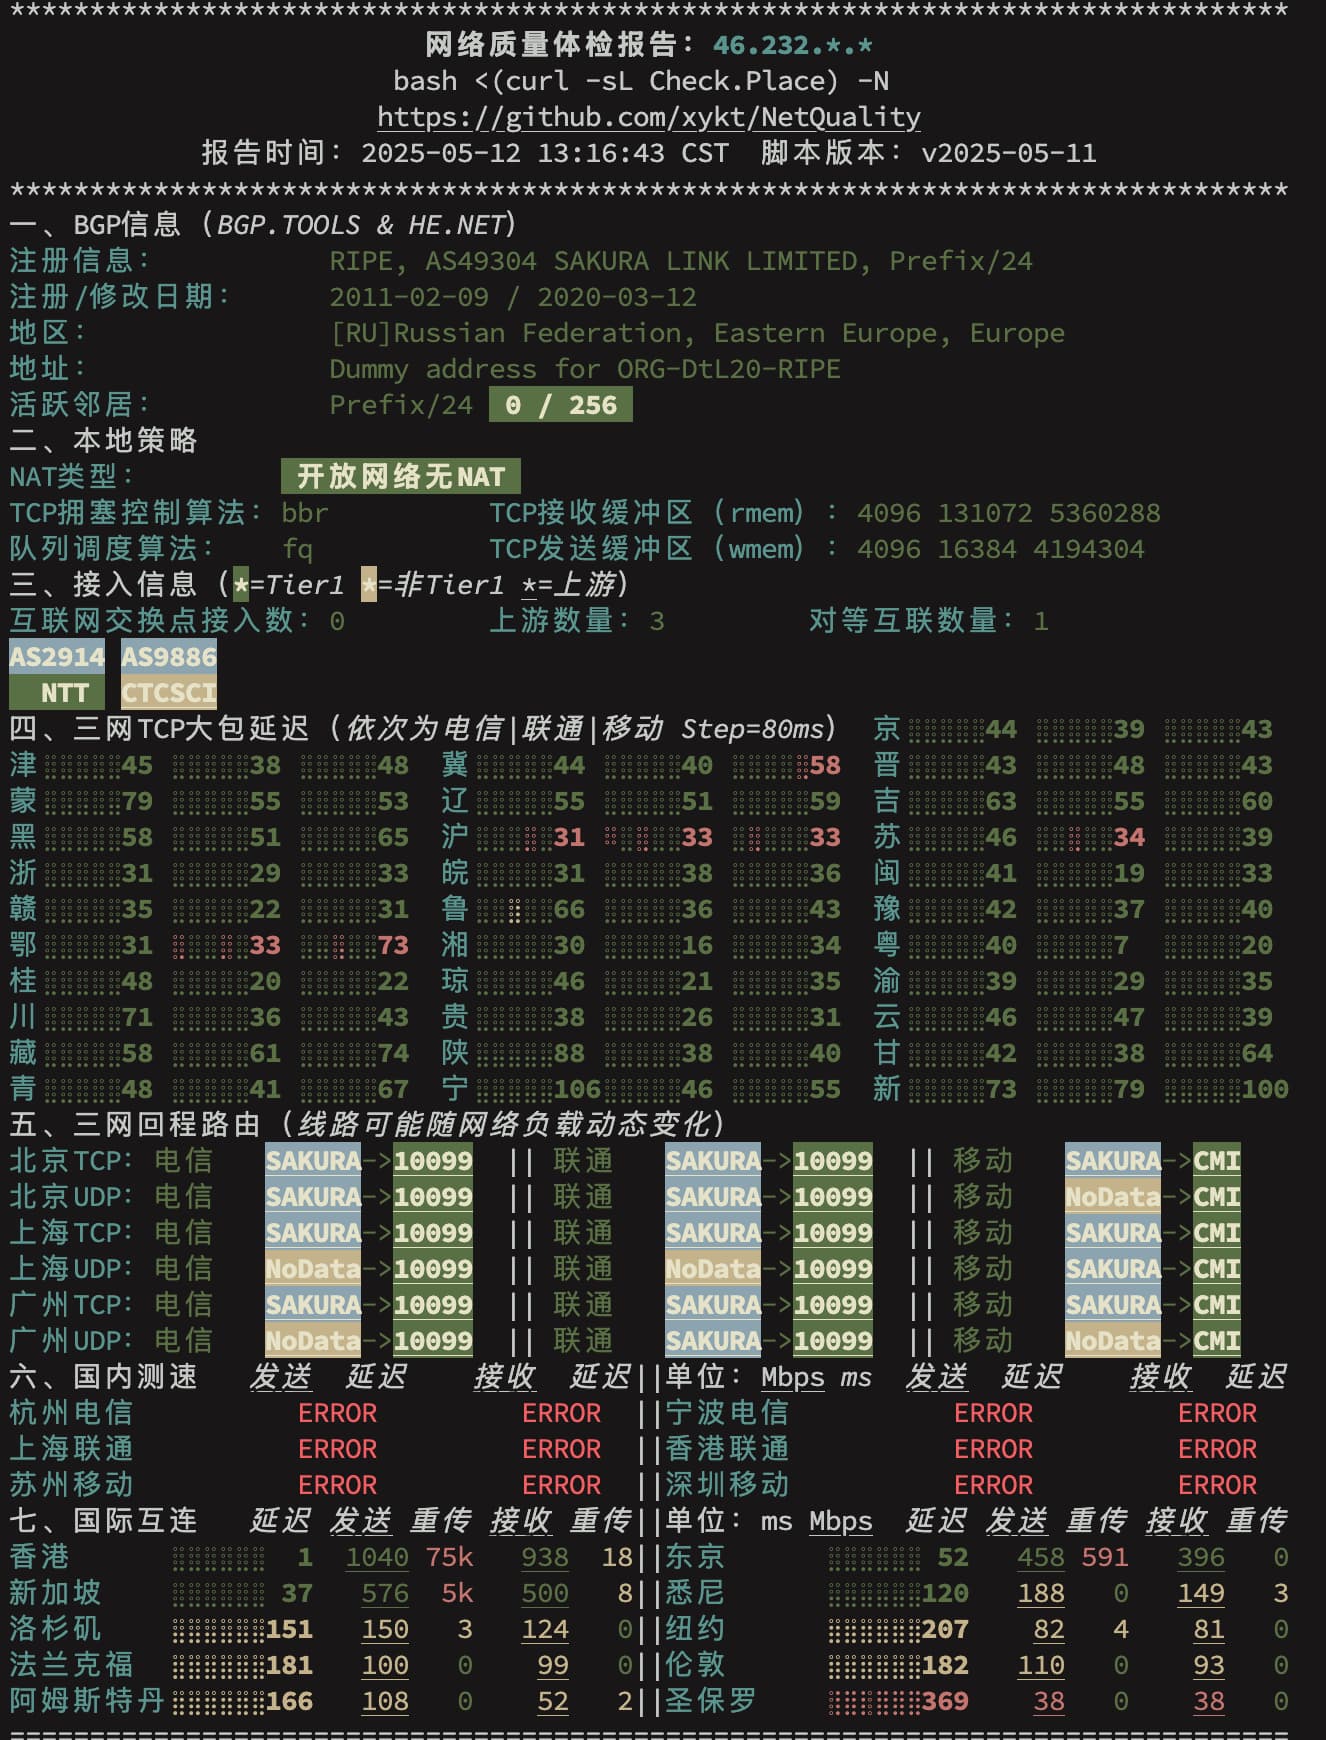 ********************************************************************************
网络质量体检报告：46.232.*.*
bash <(curl -sL Check.Place) -N
https://github.com/xykt/NetQuality
报告时间：2025-05-12 13:16:43 CST 脚本版本：v2025-05-11
********************************************************************************
一、BGP信息（BGP.TOOLS & HE.NET）
注册信息： RIPE, AS49304 SAKURA LINK LIMITED, Prefix/24
注册/修改日期： 2011-02-09 / 2020-03-12
地区： [RU]Russian Federation, Eastern Europe, Europe
地址： Dummy address for ORG-DtL20-RIPE
活跃邻居： Prefix/24 0 / 256
二、本地策略
NAT类型： 开放网络无NAT
TCP拥塞控制算法：bbr TCP接收缓冲区（rmem）：4096 131072 5360288
队列调度算法： fq TCP发送缓冲区（wmem）：4096 16384 4194304
三、接入信息（*=Tier1 *=非Tier1 *=上游）
互联网交换点接入数：0 上游数量：3 对等互联数量：1
AS2914 AS9886
NTT CTCSCI
四、三网TCP大包延迟（依次为电信|联通|移动 Step=80ms） 京 44 39 43
津 45 38 48 冀 44 40 58 晋 43 48 43
蒙 79 55 53 辽 55 51 59 吉 63 55 60
黑 58 51 65 沪 31 33 33 苏 46 34 39
浙 31 29 33 皖 31 38 36 闽 41 19 33
赣 35 22 31 鲁 66 36 43 豫 42 37 40
鄂 31 33 73 湘 30 16 34 粤 40 7 20
桂 48 20 22 琼 46 21 35 渝 39 29 35
川 71 36 43 贵 38 26 31 云 46 47 39
藏 58 61 74 陕 88 38 40 甘 42 38 64
青 48 41 67 宁 106 46 55 新 73 79 100
五、三网回程路由（线路可能随网络负载动态变化）
北京TCP：电信 SAKURA->10099 || 联通 SAKURA->10099 || 移动 SAKURA->CMI
北京UDP：电信 SAKURA->10099 || 联通 SAKURA->10099 || 移动 NoData->CMI
上海TCP：电信 SAKURA->10099 || 联通 SAKURA->10099 || 移动 SAKURA->CMI
上海UDP：电信 NoData->10099 || 联通 NoData->10099 || 移动 SAKURA->CMI
广州TCP：电信 SAKURA->10099 || 联通 SAKURA->10099 || 移动 SAKURA->CMI
广州UDP：电信 NoData->10099 || 联通 SAKURA->10099 || 移动 NoData->CMI
六、国内测速 发送 延迟 接收 延迟||单位：Mbps ms 发送 延迟 接收 延迟
杭州电信 ERROR ERROR ||宁波电信 ERROR ERROR
上海联通 ERROR ERROR ||香港联通 ERROR ERROR
苏州移动 ERROR ERROR ||深圳移动 ERROR ERROR
七、国际互连 延迟 发送 重传 接收 重传||单位：ms Mbps 延迟 发送 重传 接收 重传
香港 1 1040 75k 938 18||东京 52 458 591 396 0
新加坡 37 576 5k 500 8||悉尼 120 188 0 149 3
洛杉矶 151 150 3 124 0||纽约 207 82 4 81 0
法兰克福 181 100 0 99 0||伦敦 182 110 0 93 0
阿姆斯特丹 166 108 0 52 2||圣保罗 369 38 0 38 0
================================================================================